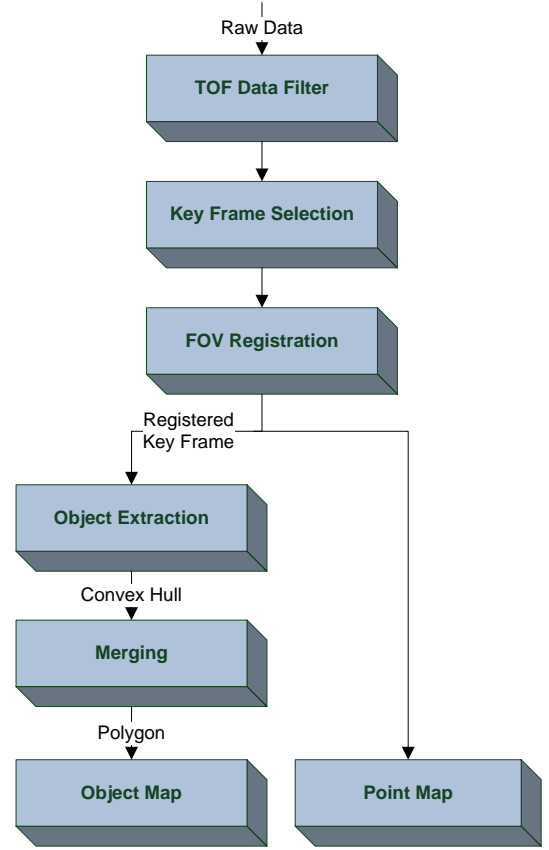 Raw Data
TOF Data Filter
Key Frame Selection
FOV Registration
Registered
Key Frame
Object Extraction
Convex Hull
Merging
Polygon
Object Map
Point Map